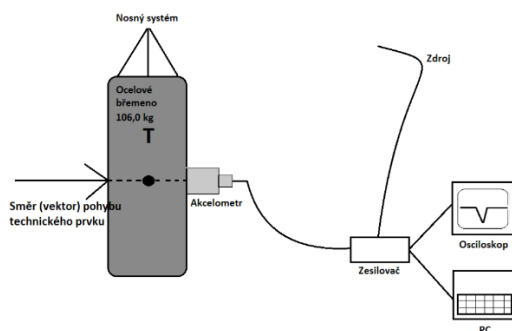 Nosný systém
Zdroj
Ocelové
břemeno
106,0 kg
T
Směr (vektor) pohybu
technického prvku
Akcelometr
Osciloskop
Zesilovač
PC